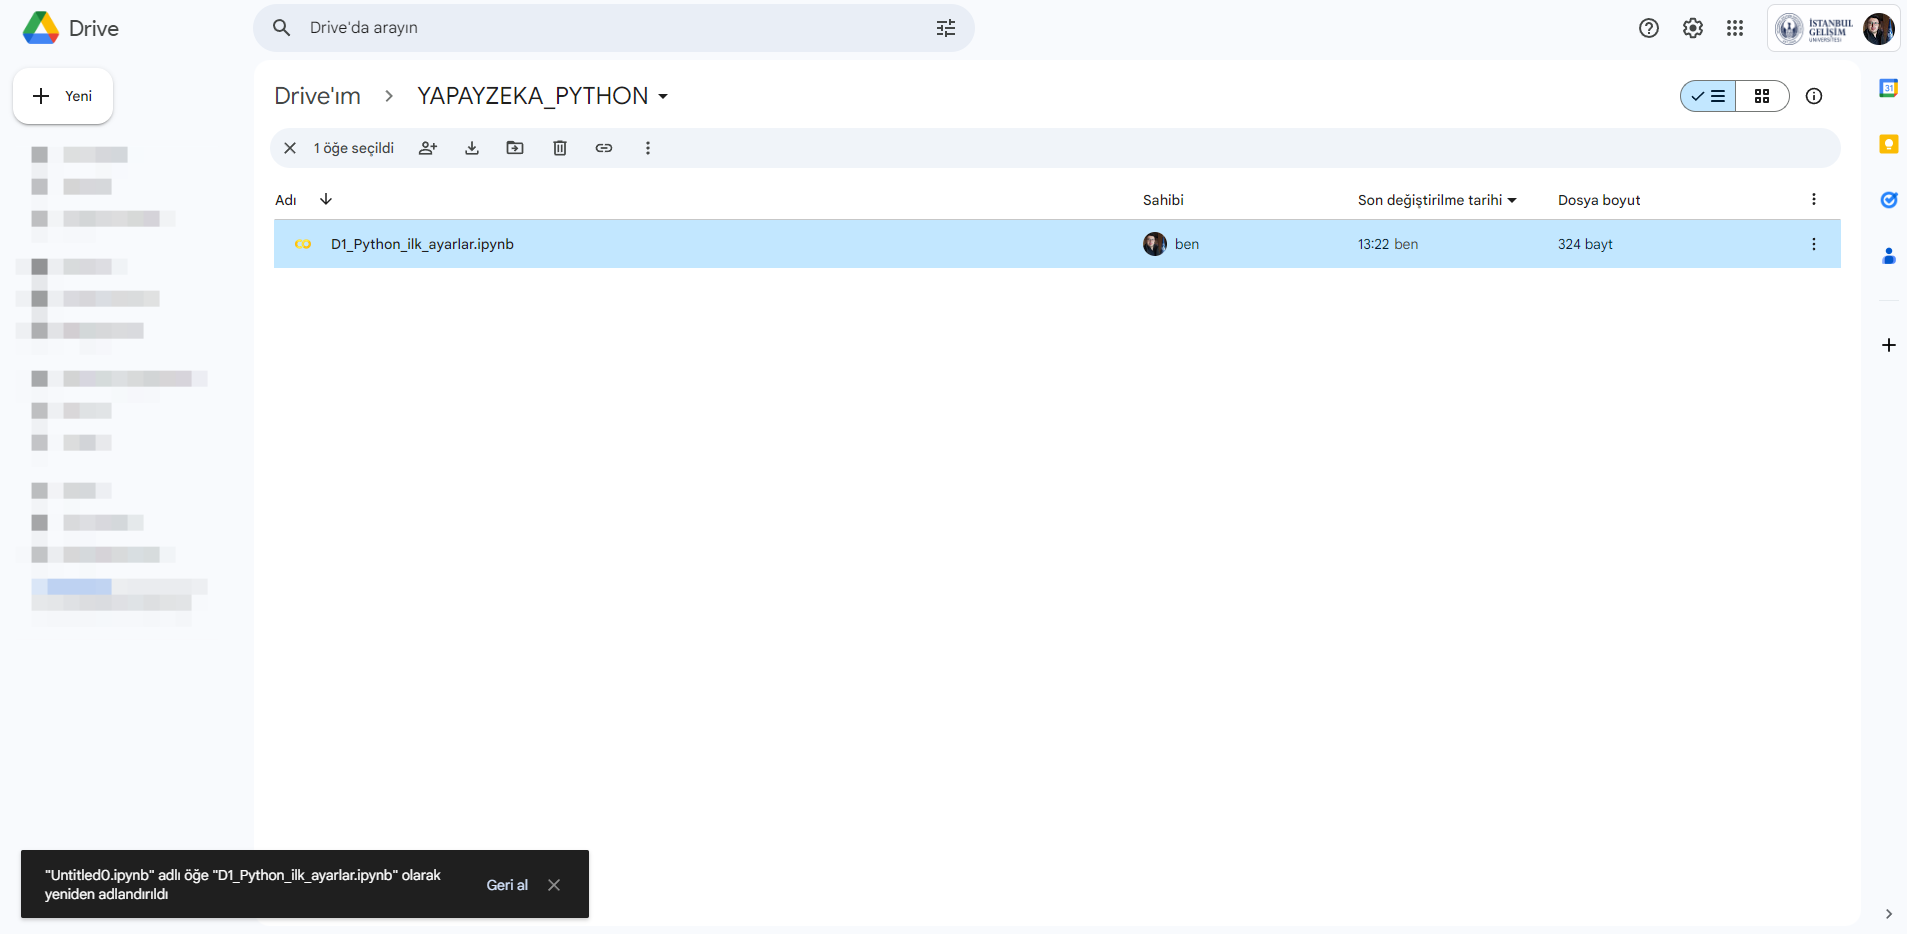 Drive
Drive'da arayın
İSTANBUL
GELİŞİM
ÜNİVERSİTESİ
Yeni
Drive'ım > YAPAYZEKA_PYTHON
1 öğe seçildi
Adı Sahibi Son değiştirilme tarihi Dosya boyut
D1_Python_ilk_ayarlar.ipynb ben 13:22 ben 324 bayt
"Untitled0.ipynb" adlı öğe "D1_Python_ilk_ayarlar.ipynb" olarak
yeniden adlandırıldı
Geri al
31